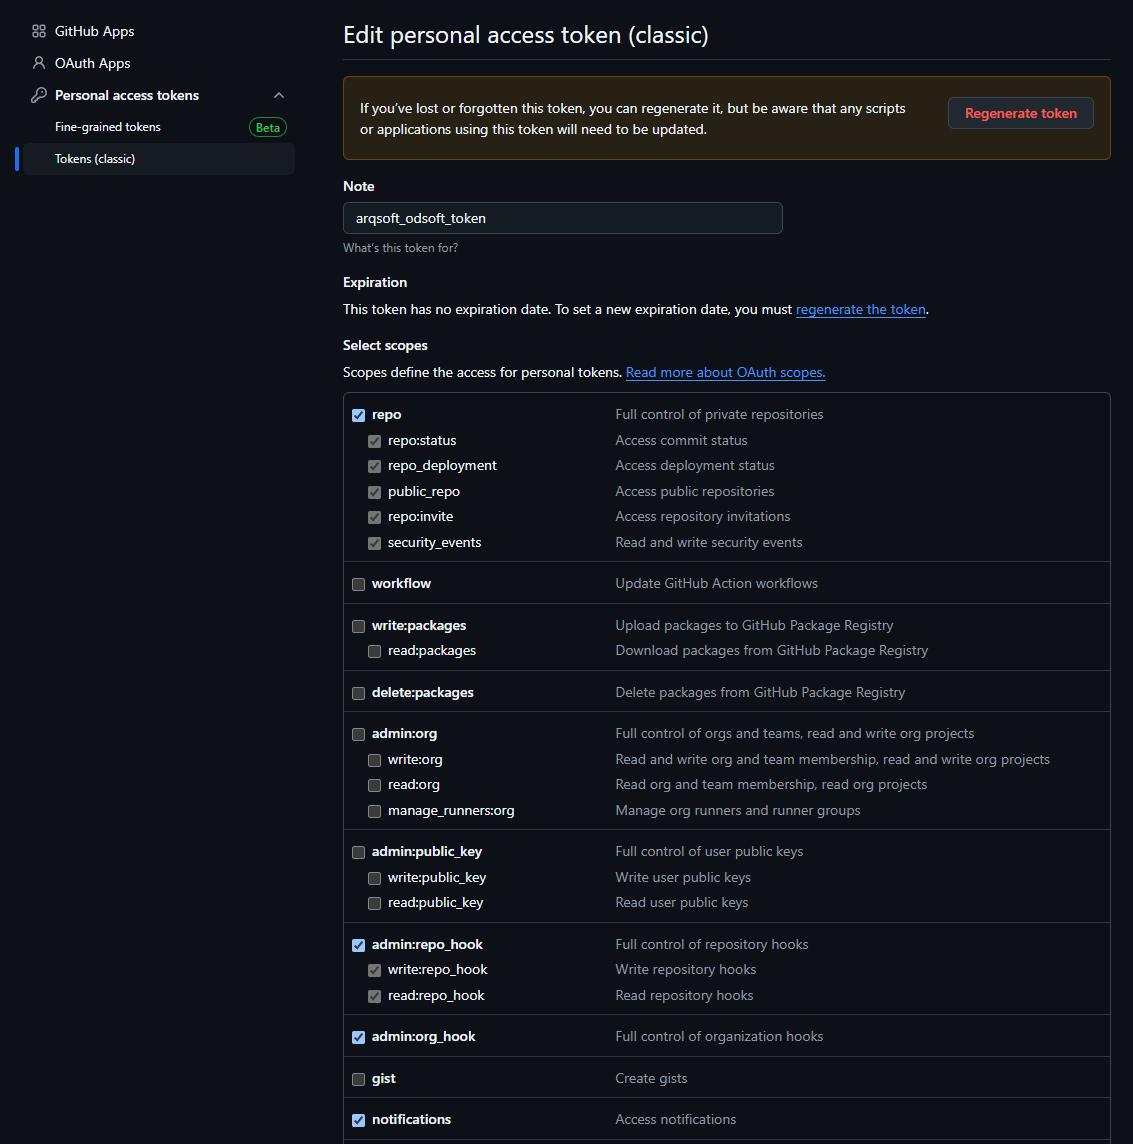 GitHub Apps
OAuth Apps
Personal access tokens
Fine-grained tokens Beta
Tokens (classic)
Edit personal access token (classic)
If you’ve lost or forgotten this token, you can regenerate it, but be aware that any scripts
or applications using this token will need to be updated.
Regenerate token
Note
arqsoft_odsoft_token
What’s this token for?
Expiration
This token has no expiration date. To set a new expiration date, you must regenerate the token.
Select scopes
Scopes define the access for personal tokens. Read more about OAuth scopes.
repo Full control of private repositories
repo:status Access commit status
repo_deployment Access deployment status
public_repo Access public repositories
repo:invite Access repository invitations
security_events Read and write security events
workflow Update GitHub Action workflows
write:packages Upload packages to GitHub Package Registry
read:packages Download packages from GitHub Package Registry
delete:packages Delete packages from GitHub Package Registry
admin:org Full control of orgs and teams, read and write org projects
write:org Read and write org and team membership, read and write org projects
read:org Read org and team membership, read org projects
manage_runners:org Manage org runners and runner groups
admin:public_key Full control of user public keys
write:public_key Write user public keys
read:public_key Read user public keys
admin:repo_hook Full control of repository hooks
write:repo_hook Write repository hooks
read:repo_hook Read repository hooks
admin:org_hook Full control of organization hooks
gist Create gists
notifications Access notifications